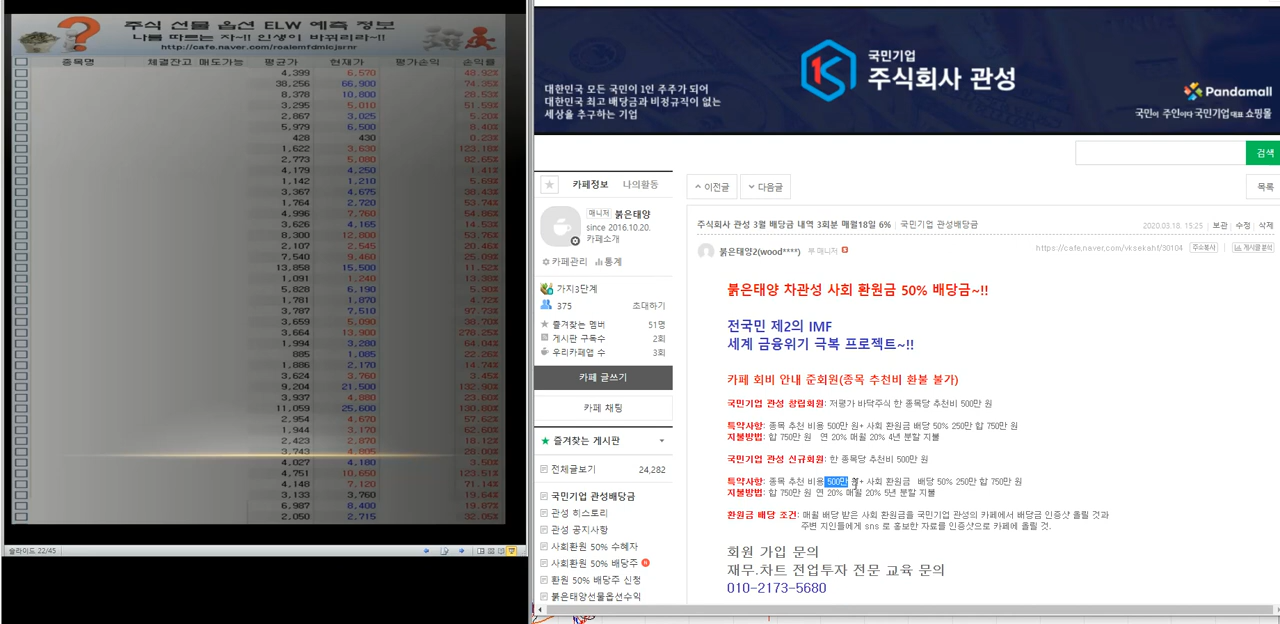 주식 선물 옵션 ELW 예측 정보
나를 따르는 자~!! 인생이 바뀌리라~!!
종목명 체결잔고 매도가능 평균가 현재가 평가손익 손익률
4,399 6,570 48.92%
38,256 66,900 74.35%
8,378 10,800 28.53%
3,295 5,010 51.59%
2,867 3,025 5.20%
5,979 6,500 8.40%
428 430 0.23%
1,622 3,630 123.18%
2,773 5,080 82.65%
4,179 4,250 1.41%
1,142 1,210 5.69%
3,367 4,675 38.43%
1,764 2,720 53.74%
4,996 7,760 54.86%
3,626 4,165 14.53%
8,300 12,800 53.76%
2,107 2,545 20.46%
7,540 9,460 25.09%
13,858 15,500 11.52%
1,091 1,240 13.30%
5,828 6,190 5.90%
1,781 1,870 4.72%
3,787 7,510 97.73%
3,659 5,090 38.70%
3,664 13,900 278.25%
1,994 3,280 64.04%
885 1,085 22.26%
1,886 2,170 14.74%
3,624 3,760 3.45%
9,204 21,500 132.90%
3,937 4,880 23.60%
11,059 25,600 130.80%
2,954 4,670 57.62%
1,944 3,170 62.60%
2,423 2,870 18.12%
3,743 4,805 28.00%
4,027 4,180 3.50%
4,751 10,650 123.51%
4,148 7,120 71.14%
3,133 3,760 19.64%
6,987 8,400 19.87%
2,050 2,715 32.05%
슬라이드 22/45
국민기업
주식회사 관성
대한민국 모든 국민이 1인 주주가 되어
대한민국 최고 배당금과 비정규직이 없는
세상을 추구하는 기업
Pandamall
국민이 주인이다 국민기업대표 쇼핑몰
검색
카페정보 나의활동
매니저 붉은태양
since 2016.10.20.
카페소개
카페관리 통계
가지3단계
375 초대하기
즐겨찾는 멤버 51명
게시판 구독수 2회
우리카페앱 수 3회
카페 글쓰기
카페 채팅
즐겨찾는 게시판
전체글보기 24,282
국민기업 관성배당금
관성 히스토리
관성 공지사항
사회환원 50% 수혜자
사회환원 50% 배당주
환원 50% 배당주 신청
붉은태양선물옵션수익
이전글 다음글 목록
주식회사 관성 3월 배당금 내역 3회분 매월18일 6% 국민기업 관성배당금 2020.03.18. 15:25 보관 수정 삭제
붉은태양2(wood****) 부매니저 https://cafe.naver.com/vksekahf/30104 주소복사 게시글분석
붉은태양 차관성 사회 환원금 50% 배당금~!!
전국민 제2의 IMF
세계 금융위기 극복 프로젝트~!!
카페 회비 안내 준회원(종목 추천비 환불 불가)
국민기업 관성 창립회원: 저평가 바닥주식 한 종목당 추천비 500만 원
특약사항: 종목 추천 비용 500만 원+ 사회 환원금 배당 50% 250만 합 750만 원
지불방법: 합 750만 원 연 20% 매월 20% 4년 분할 지불
국민기업 관성 신규회원: 한 종목당 추천비 500만 원
특약사항: 종목 추천 비용 500만 원+ 사회 환원금 배당 50% 250만 합 750만 원
지불방법: 합 750만 원 연 20% 매월 20% 5년 분할 지불
환원금 배당 조건: 매월 배당 받은 사회 환원금을 국민기업 관성의 카페에서 배당금 인증샷 올릴 것과
주변 지인들에게 sns 로 홍보한 자료를 인증샷으로 카페에 올릴 것.
회원 가입 문의
재무.차트 전업투자 전문 교육 문의
010-2173-5680